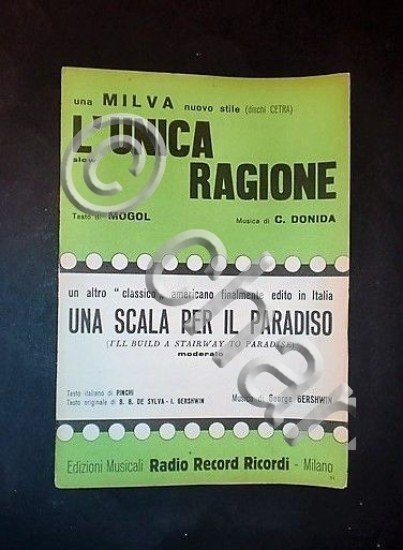 una MILVA nuovo stile (dischi CETRA)
L'UNICA
slow
RAGIONE
Testo di MOGOL
Musica di C. DONIDA
un altro "classico" americano finalmente edito in Italia
UNA SCALA PER IL PARADISO
(I'LL BUILD A STAIRWAY TO PARADISE)
moderato
Testo italiano di PINCHI
Testo originale di B. B. DE SYLVA - I. GERSHWIN
Musica di George GERSHWIN
Edizioni Musicali Radio Record Ricordi - Milano
© Char